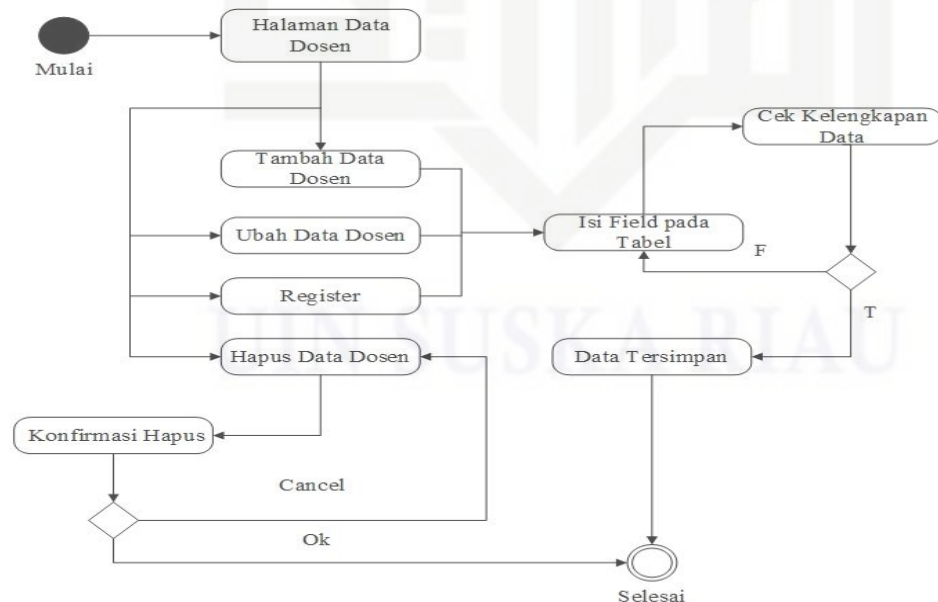 Halaman Data
Dosen
Mulai
Cek Kelengkapan
Data
Tambah Data
Dosen
Isi Field pada
Tabel
Ubah Data Dosen
F
Register
T
UIN SUSKA RIAU
Hapus Data Dosen
Data Tersimpan
Konfirmasi Hapus
Cancel
Ok
Selesai